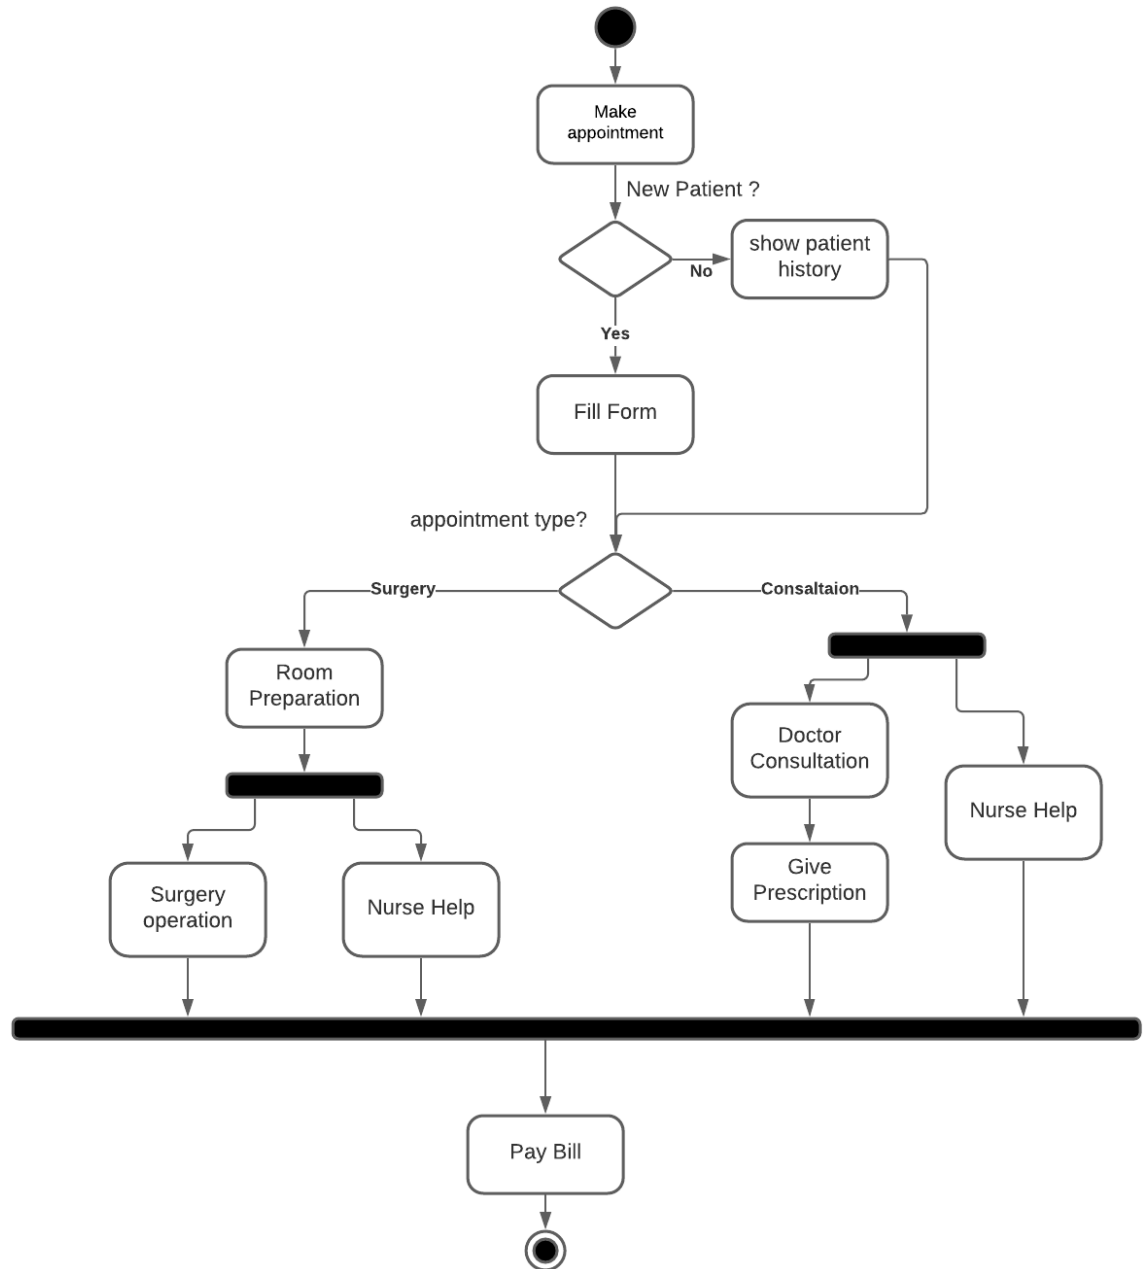 Make
appointment
New Patient ?
No
show patient
history
Yes
Fill Form
appointment type?
Surgery
Consaltaion
Room
Preparation
Doctor
Consultation
Nurse Help
Surgery
operation
Nurse Help
Give
Prescription
Pay Bill